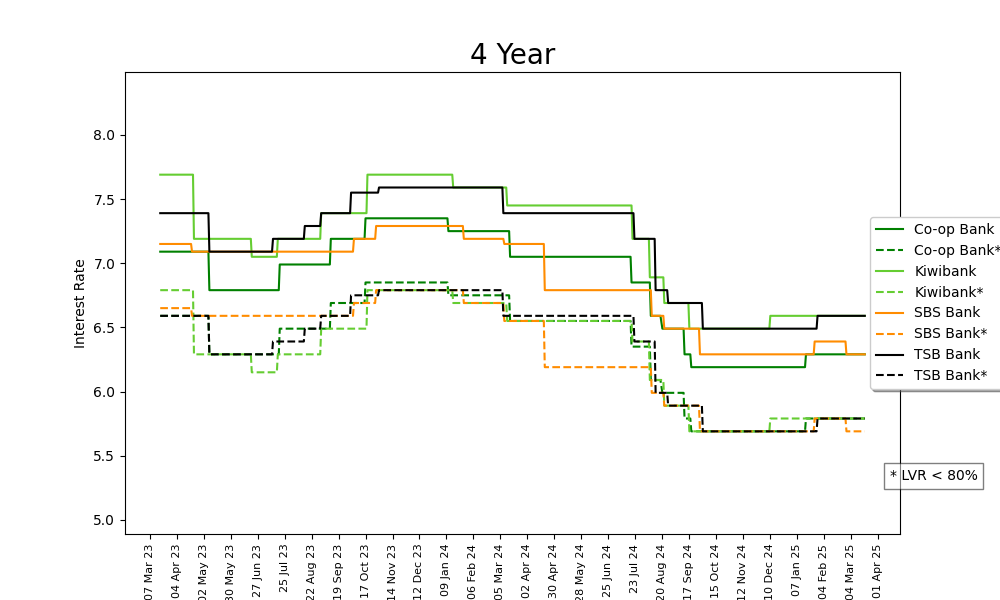 4 Year
Interest Rate
8.0
7.5
7.0
6.5
6.0
5.5
5.0
07 Mar 23
04 Apr 23
02 May 23
30 May 23
27 Jun 23
25 Jul 23
22 Aug 23
19 Sep 23
17 Oct 23
14 Nov 23
12 Dec 23
09 Jan 24
06 Feb 24
05 Mar 24
02 Apr 24
30 Apr 24
28 May 24
25 Jun 24
23 Jul 24
20 Aug 24
17 Sep 24
15 Oct 24
12 Nov 24
10 Dec 24
07 Jan 25
04 Feb 25
04 Mar 25
01 Apr 25
Co-op Bank
Co-op Bank*
Kiwibank
Kiwibank*
SBS Bank
SBS Bank*
TSB Bank
TSB Bank*
* LVR < 80%